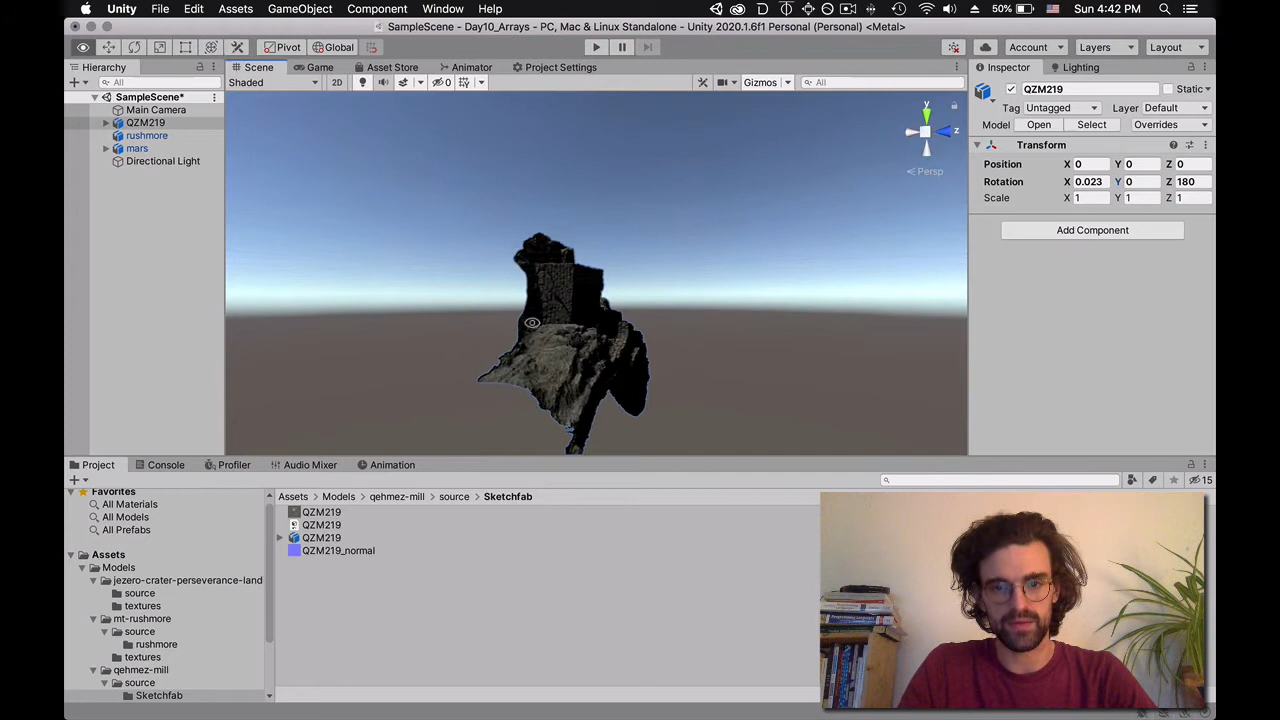 Unity File Edit Assets GameObject Component Window Help 50% Sun 4:42 PM
SampleScene - Day10_Arrays - PC, Mac & Linux Standalone - Unity 2020.1.6f1 Personal (Personal) <Metal>
Pivot Global Account Layers Layout
Hierarchy Scene Game Asset Store Animator Project Settings Inspector Lighting
All Shaded 2D 0 Gizmos All QZM219 Static
SampleScene*
Main Camera
QZM219
rushmore
mars
Directional Light
y
z
Persp
Tag Untagged Layer Default
Model Open Select Overrides
Transform
Position X 0 Y 0 Z 0
Rotation X 0.023 Y 0 Z 180
Scale X 1 Y 1 Z 1
Add Component
Project Console Profiler Audio Mixer Animation
15
Favorites
All Materials
All Models
All Prefabs
Assets
Models
jezero-crater-perseverance-land
source
textures
mt-rushmore
source
rushmore
textures
qehmez-mill
source
Sketchfab
Assets Models qehmez-mill source Sketchfab
QZM219
QZM219
QZM219
QZM219_normal